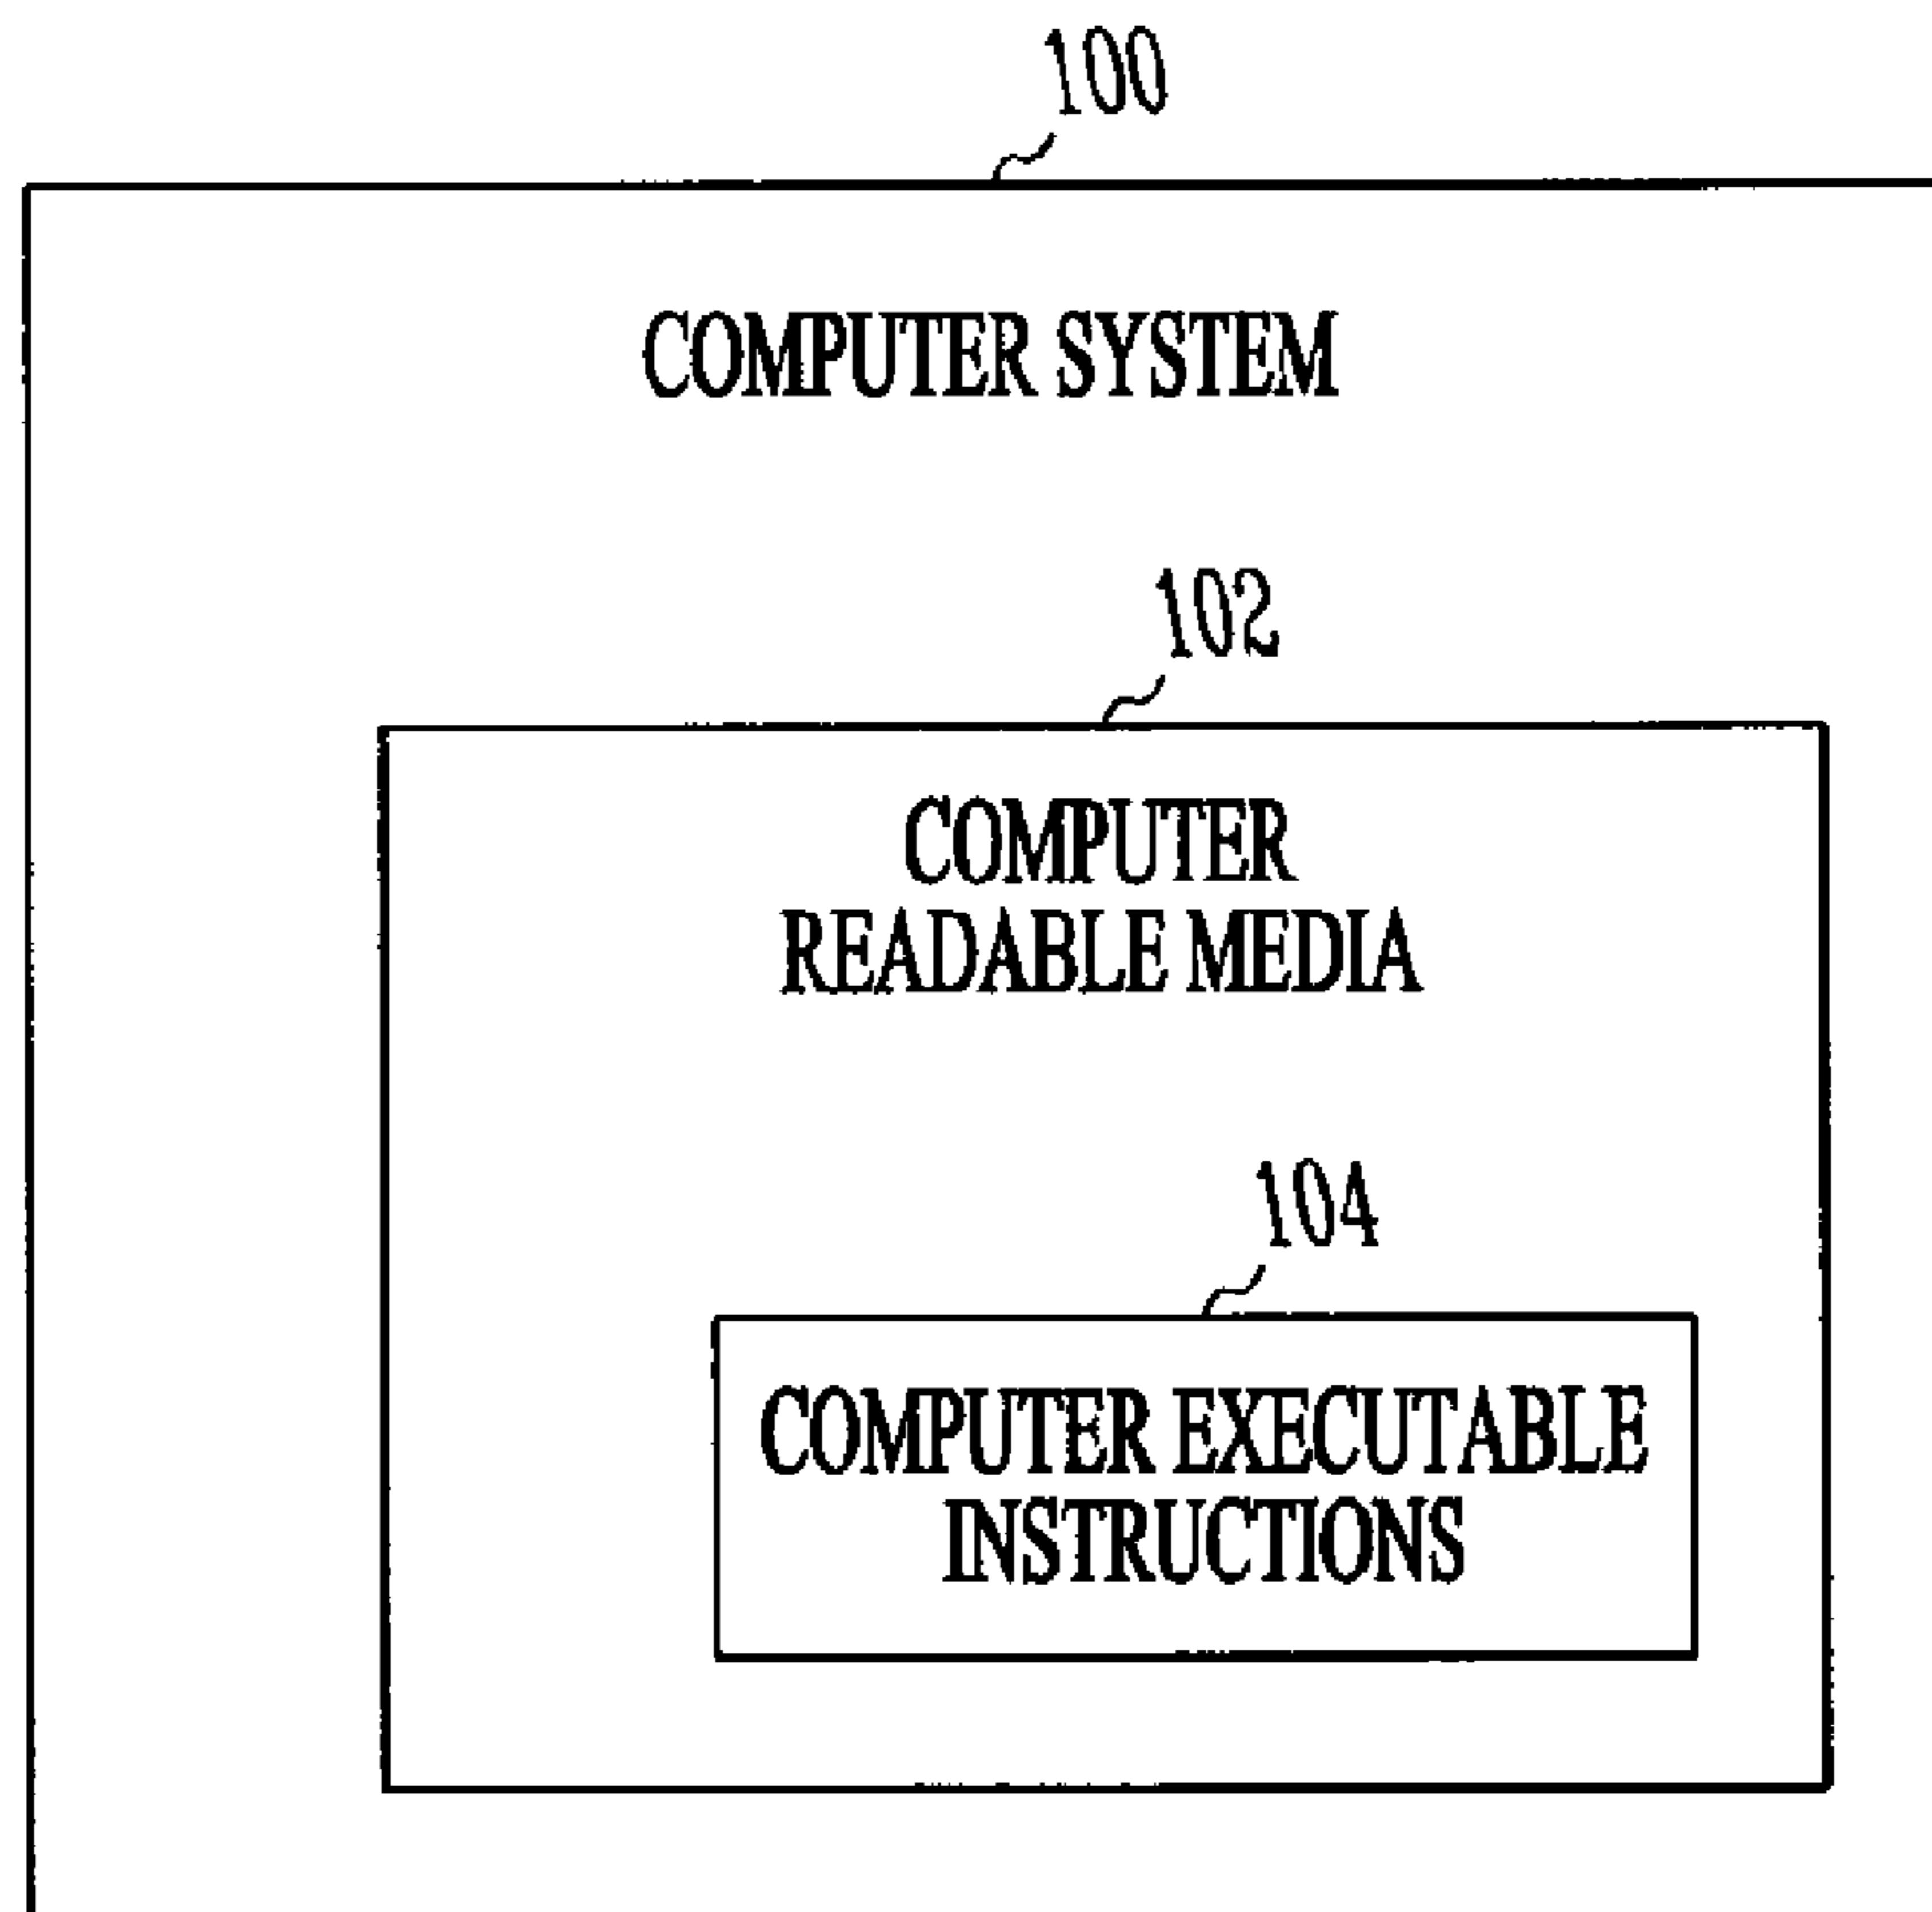 100
COMPUTER SYSTEM
102
COMPUTER
READABLE MEDIA
104
COMPUTER EXECUTABLE
INSTRUCTIONS